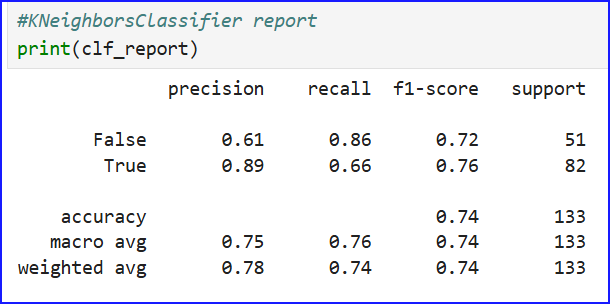 #KNeighborsClassifier report
print(clf_report)
precision recall f1-score support
False 0.61 0.86 0.72 51
True 0.89 0.66 0.76 82
accuracy 0.74 133
macro avg 0.75 0.76 0.74 133
weighted avg 0.78 0.74 0.74 133